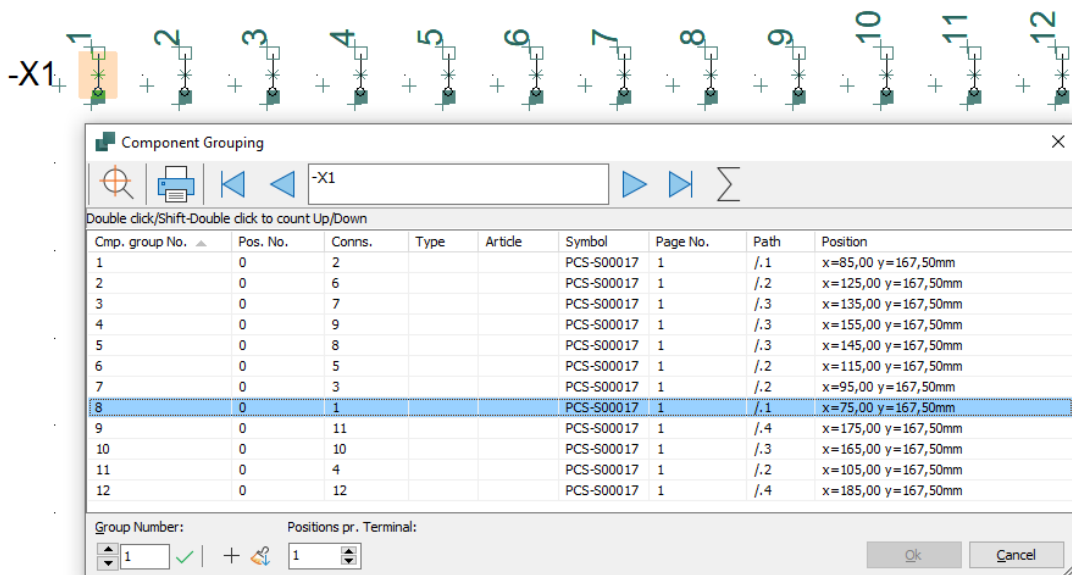 1 2 3 4 5 6 7 8 9 10 11 12
-X1
Component Grouping
-X1
Double click/Shift-Double click to count Up/Down
Cmp. group No. Pos. No. Conns. Type Article Symbol Page No. Path Position
1 0 2 PCS-S00017 1 /.1 x=85,00 y=167,50mm
2 0 6 PCS-S00017 1 /.2 x=125,00 y=167,50mm
3 0 7 PCS-S00017 1 /.3 x=135,00 y=167,50mm
4 0 9 PCS-S00017 1 /.3 x=155,00 y=167,50mm
5 0 8 PCS-S00017 1 /.3 x=145,00 y=167,50mm
6 0 5 PCS-S00017 1 /.2 x=115,00 y=167,50mm
7 0 3 PCS-S00017 1 /.2 x=95,00 y=167,50mm
8 0 1 PCS-S00017 1 /.1 x=75,00 y=167,50mm
9 0 11 PCS-S00017 1 /.4 x=175,00 y=167,50mm
10 0 10 PCS-S00017 1 /.3 x=165,00 y=167,50mm
11 0 4 PCS-S00017 1 /.2 x=105,00 y=167,50mm
12 0 12 PCS-S00017 1 /.4 x=185,00 y=167,50mm
Group Number: Positions pr. Terminal:
1 1 Ok Cancel